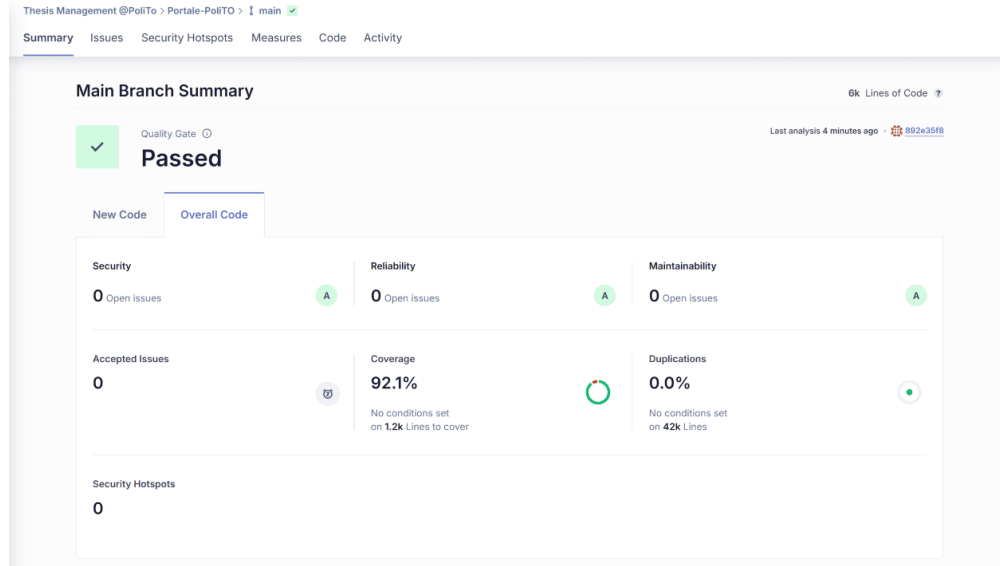 Thesis Management @PoliTo > Portale-PoliTO > main
Summary Issues Security Hotspots Measures Code Activity
Main Branch Summary
6k Lines of Code ?
Quality Gate
Passed
Last analysis 4 minutes ago · 892e35f8
New Code Overall Code
Security
0 Open issues A
Reliability
0 Open issues A
Maintainability
0 Open issues A
Accepted Issues
0
Coverage
92.1%
No conditions set
on 1.2k Lines to cover
Duplications
0.0%
No conditions set
on 42k Lines
Security Hotspots
0